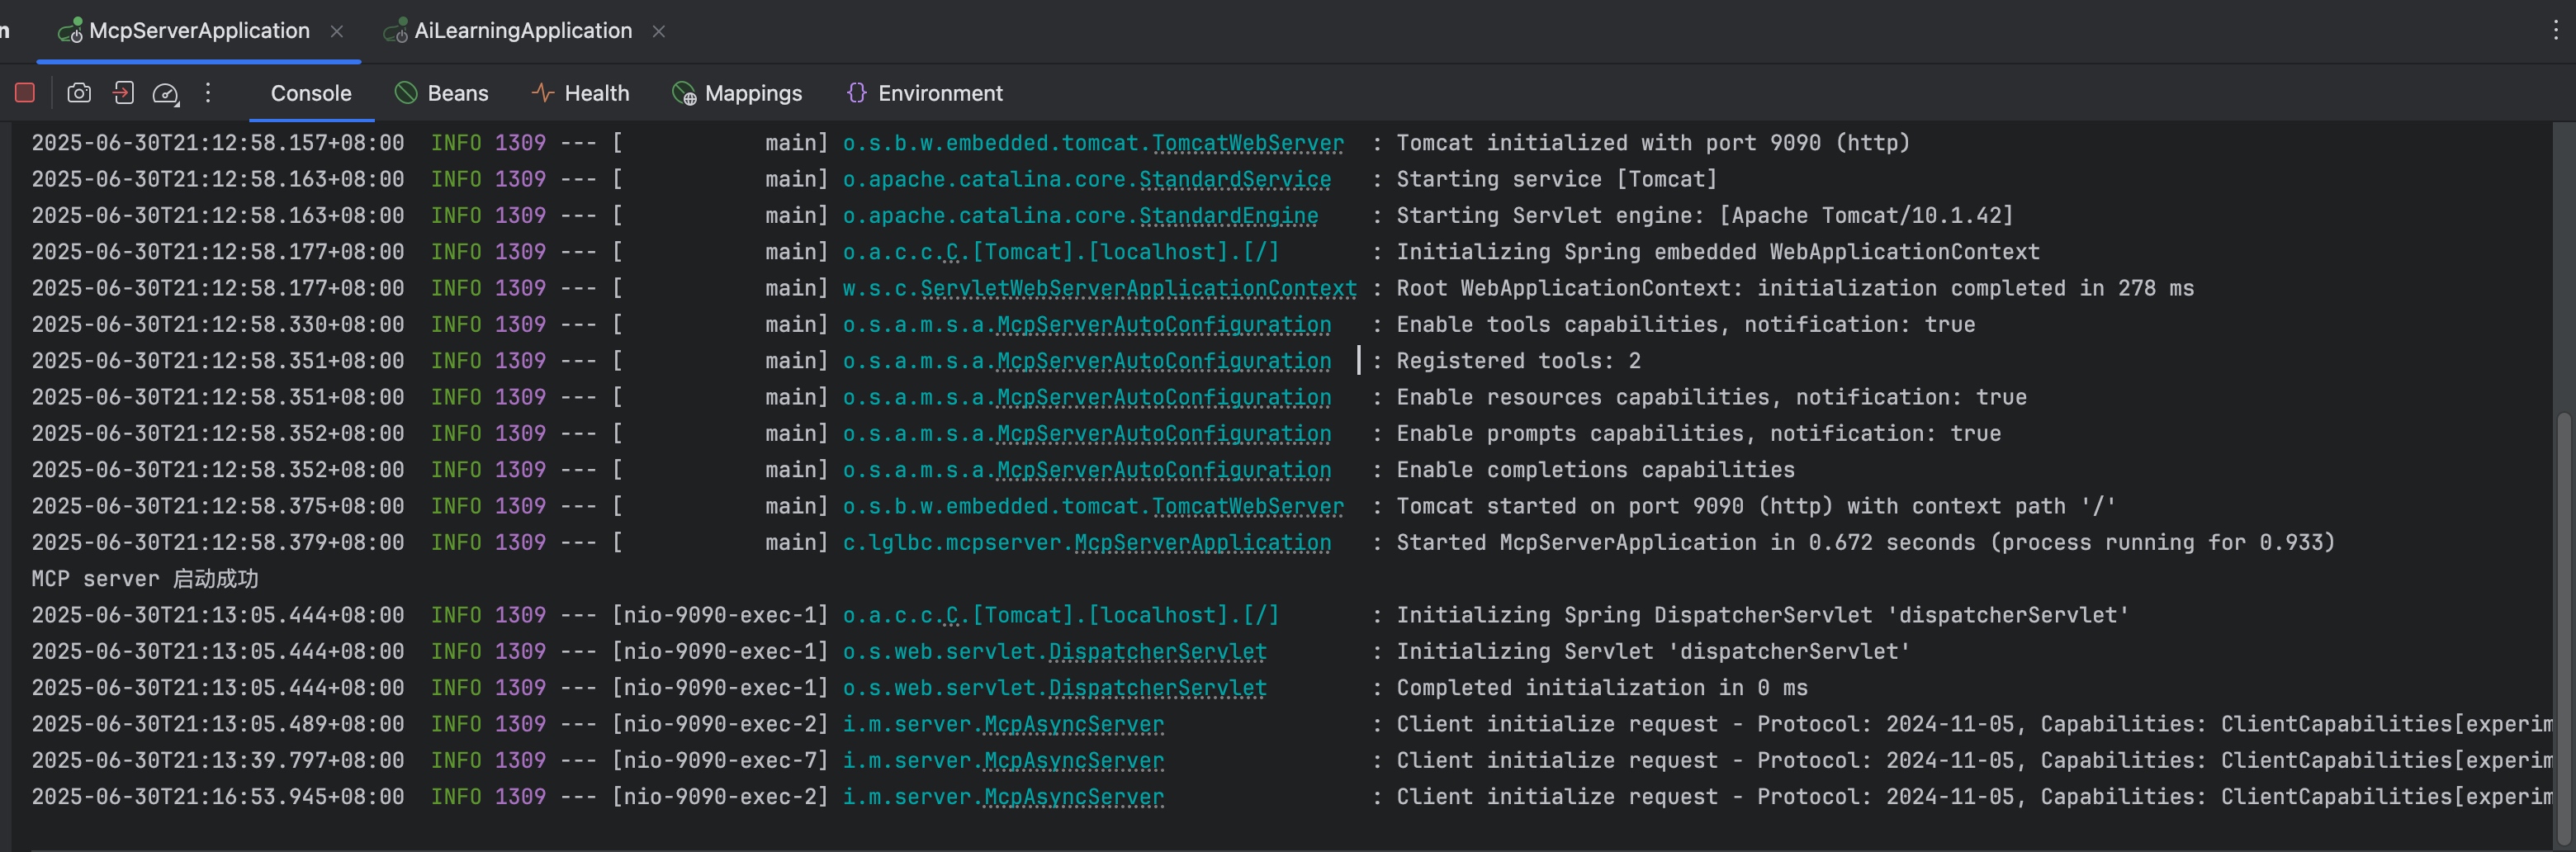 n McpServerApplication AiLearningApplication
Console Beans Health Mappings Environment
2025-06-30T21:12:58.157+08:00  INFO 1309 --- [           main] o.s.b.w.embedded.tomcat.TomcatWebServer  : Tomcat initialized with port 9090 (http)
2025-06-30T21:12:58.163+08:00  INFO 1309 --- [           main] o.apache.catalina.core.StandardService   : Starting service [Tomcat]
2025-06-30T21:12:58.163+08:00  INFO 1309 --- [           main] o.apache.catalina.core.StandardEngine    : Starting Servlet engine: [Apache Tomcat/10.1.42]
2025-06-30T21:12:58.177+08:00  INFO 1309 --- [           main] o.a.c.c.C.[Tomcat].[localhost].[/]       : Initializing Spring embedded WebApplicationContext
2025-06-30T21:12:58.177+08:00  INFO 1309 --- [           main] w.s.c.ServletWebServerApplicationContext : Root WebApplicationContext: initialization completed in 278 ms
2025-06-30T21:12:58.330+08:00  INFO 1309 --- [           main] o.s.a.m.s.a.McpServerAutoConfiguration   : Enable tools capabilities, notification: true
2025-06-30T21:12:58.351+08:00  INFO 1309 --- [           main] o.s.a.m.s.a.McpServerAutoConfiguration   : Registered tools: 2
2025-06-30T21:12:58.351+08:00  INFO 1309 --- [           main] o.s.a.m.s.a.McpServerAutoConfiguration   : Enable resources capabilities, notification: true
2025-06-30T21:12:58.352+08:00  INFO 1309 --- [           main] o.s.a.m.s.a.McpServerAutoConfiguration   : Enable prompts capabilities, notification: true
2025-06-30T21:12:58.352+08:00  INFO 1309 --- [           main] o.s.a.m.s.a.McpServerAutoConfiguration   : Enable completions capabilities
2025-06-30T21:12:58.375+08:00  INFO 1309 --- [           main] o.s.b.w.embedded.tomcat.TomcatWebServer  : Tomcat started on port 9090 (http) with context path '/'
2025-06-30T21:12:58.379+08:00  INFO 1309 --- [           main] c.lglbc.mcpserver.McpServerApplication   : Started McpServerApplication in 0.672 seconds (process running for 0.933)
MCP server 启动成功
2025-06-30T21:13:05.444+08:00  INFO 1309 --- [nio-9090-exec-1] o.a.c.c.C.[Tomcat].[localhost].[/]       : Initializing Spring DispatcherServlet 'dispatcherServlet'
2025-06-30T21:13:05.444+08:00  INFO 1309 --- [nio-9090-exec-1] o.s.web.servlet.DispatcherServlet        : Initializing Servlet 'dispatcherServlet'
2025-06-30T21:13:05.444+08:00  INFO 1309 --- [nio-9090-exec-1] o.s.web.servlet.DispatcherServlet        : Completed initialization in 0 ms
2025-06-30T21:13:05.489+08:00  INFO 1309 --- [nio-9090-exec-2] i.m.server.McpAsyncServer                : Client initialize request - Protocol: 2024-11-05, Capabilities: ClientCapabilities[experim
2025-06-30T21:13:39.797+08:00  INFO 1309 --- [nio-9090-exec-7] i.m.server.McpAsyncServer                : Client initialize request - Protocol: 2024-11-05, Capabilities: ClientCapabilities[experim
2025-06-30T21:16:53.945+08:00  INFO 1309 --- [nio-9090-exec-2] i.m.server.McpAsyncServer                : Client initialize request - Protocol: 2024-11-05, Capabilities: ClientCapabilities[experim